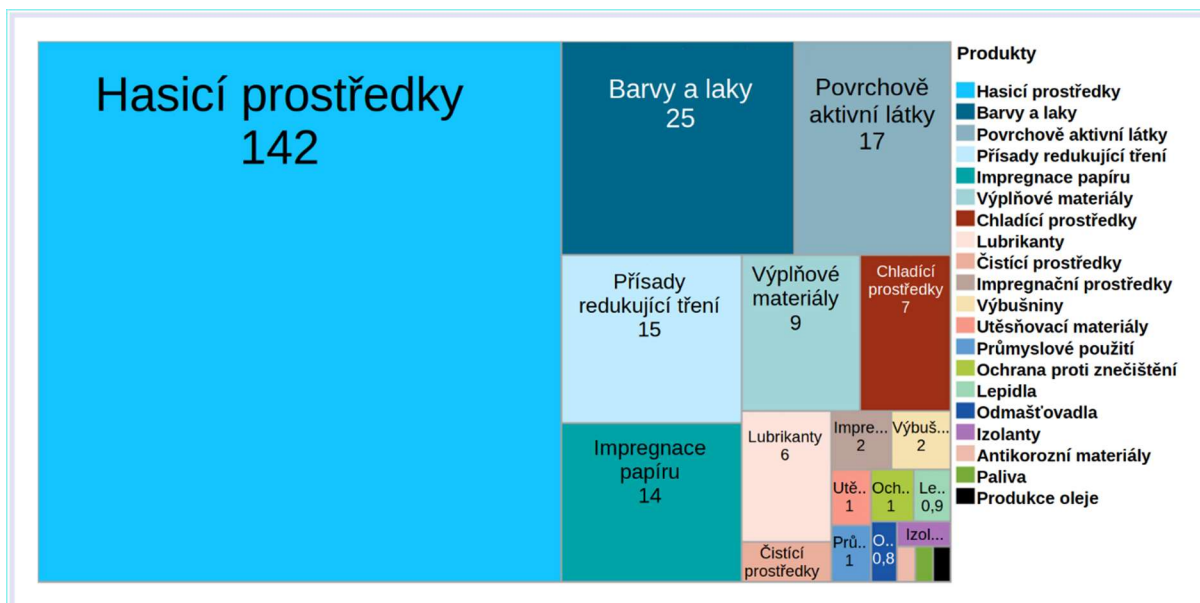 Hasicí prostředky
142
Barvy a laky
25
Povrchově
aktivní látky
17
Přísady
redukující tření
15
Výplňové
materiály
9
Chladící
prostředky
7
Impregnace
papíru
14
Lubrikanty
6
Čistící
prostředky
Impre...
2
Výbuš...
2
Utě..
1
Och..
1
Le..
0,9
Prů..
1
O..
0,8
Izol...
Produkty
Hasicí prostředky
Barvy a laky
Povrchově aktivní látky
Přísady redukující tření
Impregnace papíru
Výplňové materiály
Chladící prostředky
Lubrikanty
Čistící prostředky
Impregnační prostředky
Výbušniny
Utěsňovací materiály
Průmyslové použití
Ochrana proti znečištění
Lepidla
Odmašťovadla
Izolanty
Antikorozní materiály
Paliva
Produkce oleje